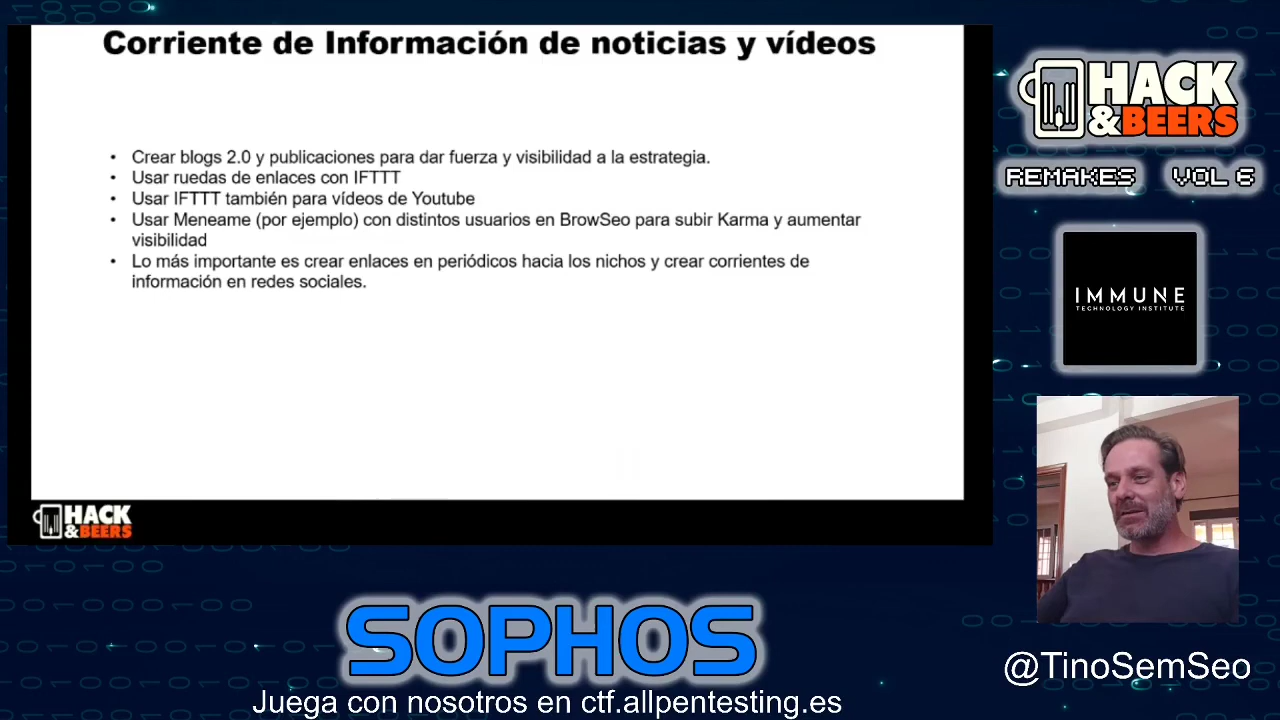 Corriente de Información de noticias y vídeos
• Crear blogs 2.0 y publicaciones para dar fuerza y visibilidad a la estrategia.
• Usar ruedas de enlaces con IFTTT
• Usar IFTTT también para vídeos de Youtube
• Usar Meneame (por ejemplo) con distintos usuarios en BrowSeo para subir Karma y aumentar
visibilidad
• Lo más importante es crear enlaces en periódicos hacia los nichos y crear corrientes de
información en redes sociales.
HACK
&BEERS
HACK
&BEERS
REMAKES VOL 6
IMMUNE
TECHNOLOGY INSTITUTE
@TinoSemSeo
SOPHOS
Juega con nosotros en ctf.allpentesting.es